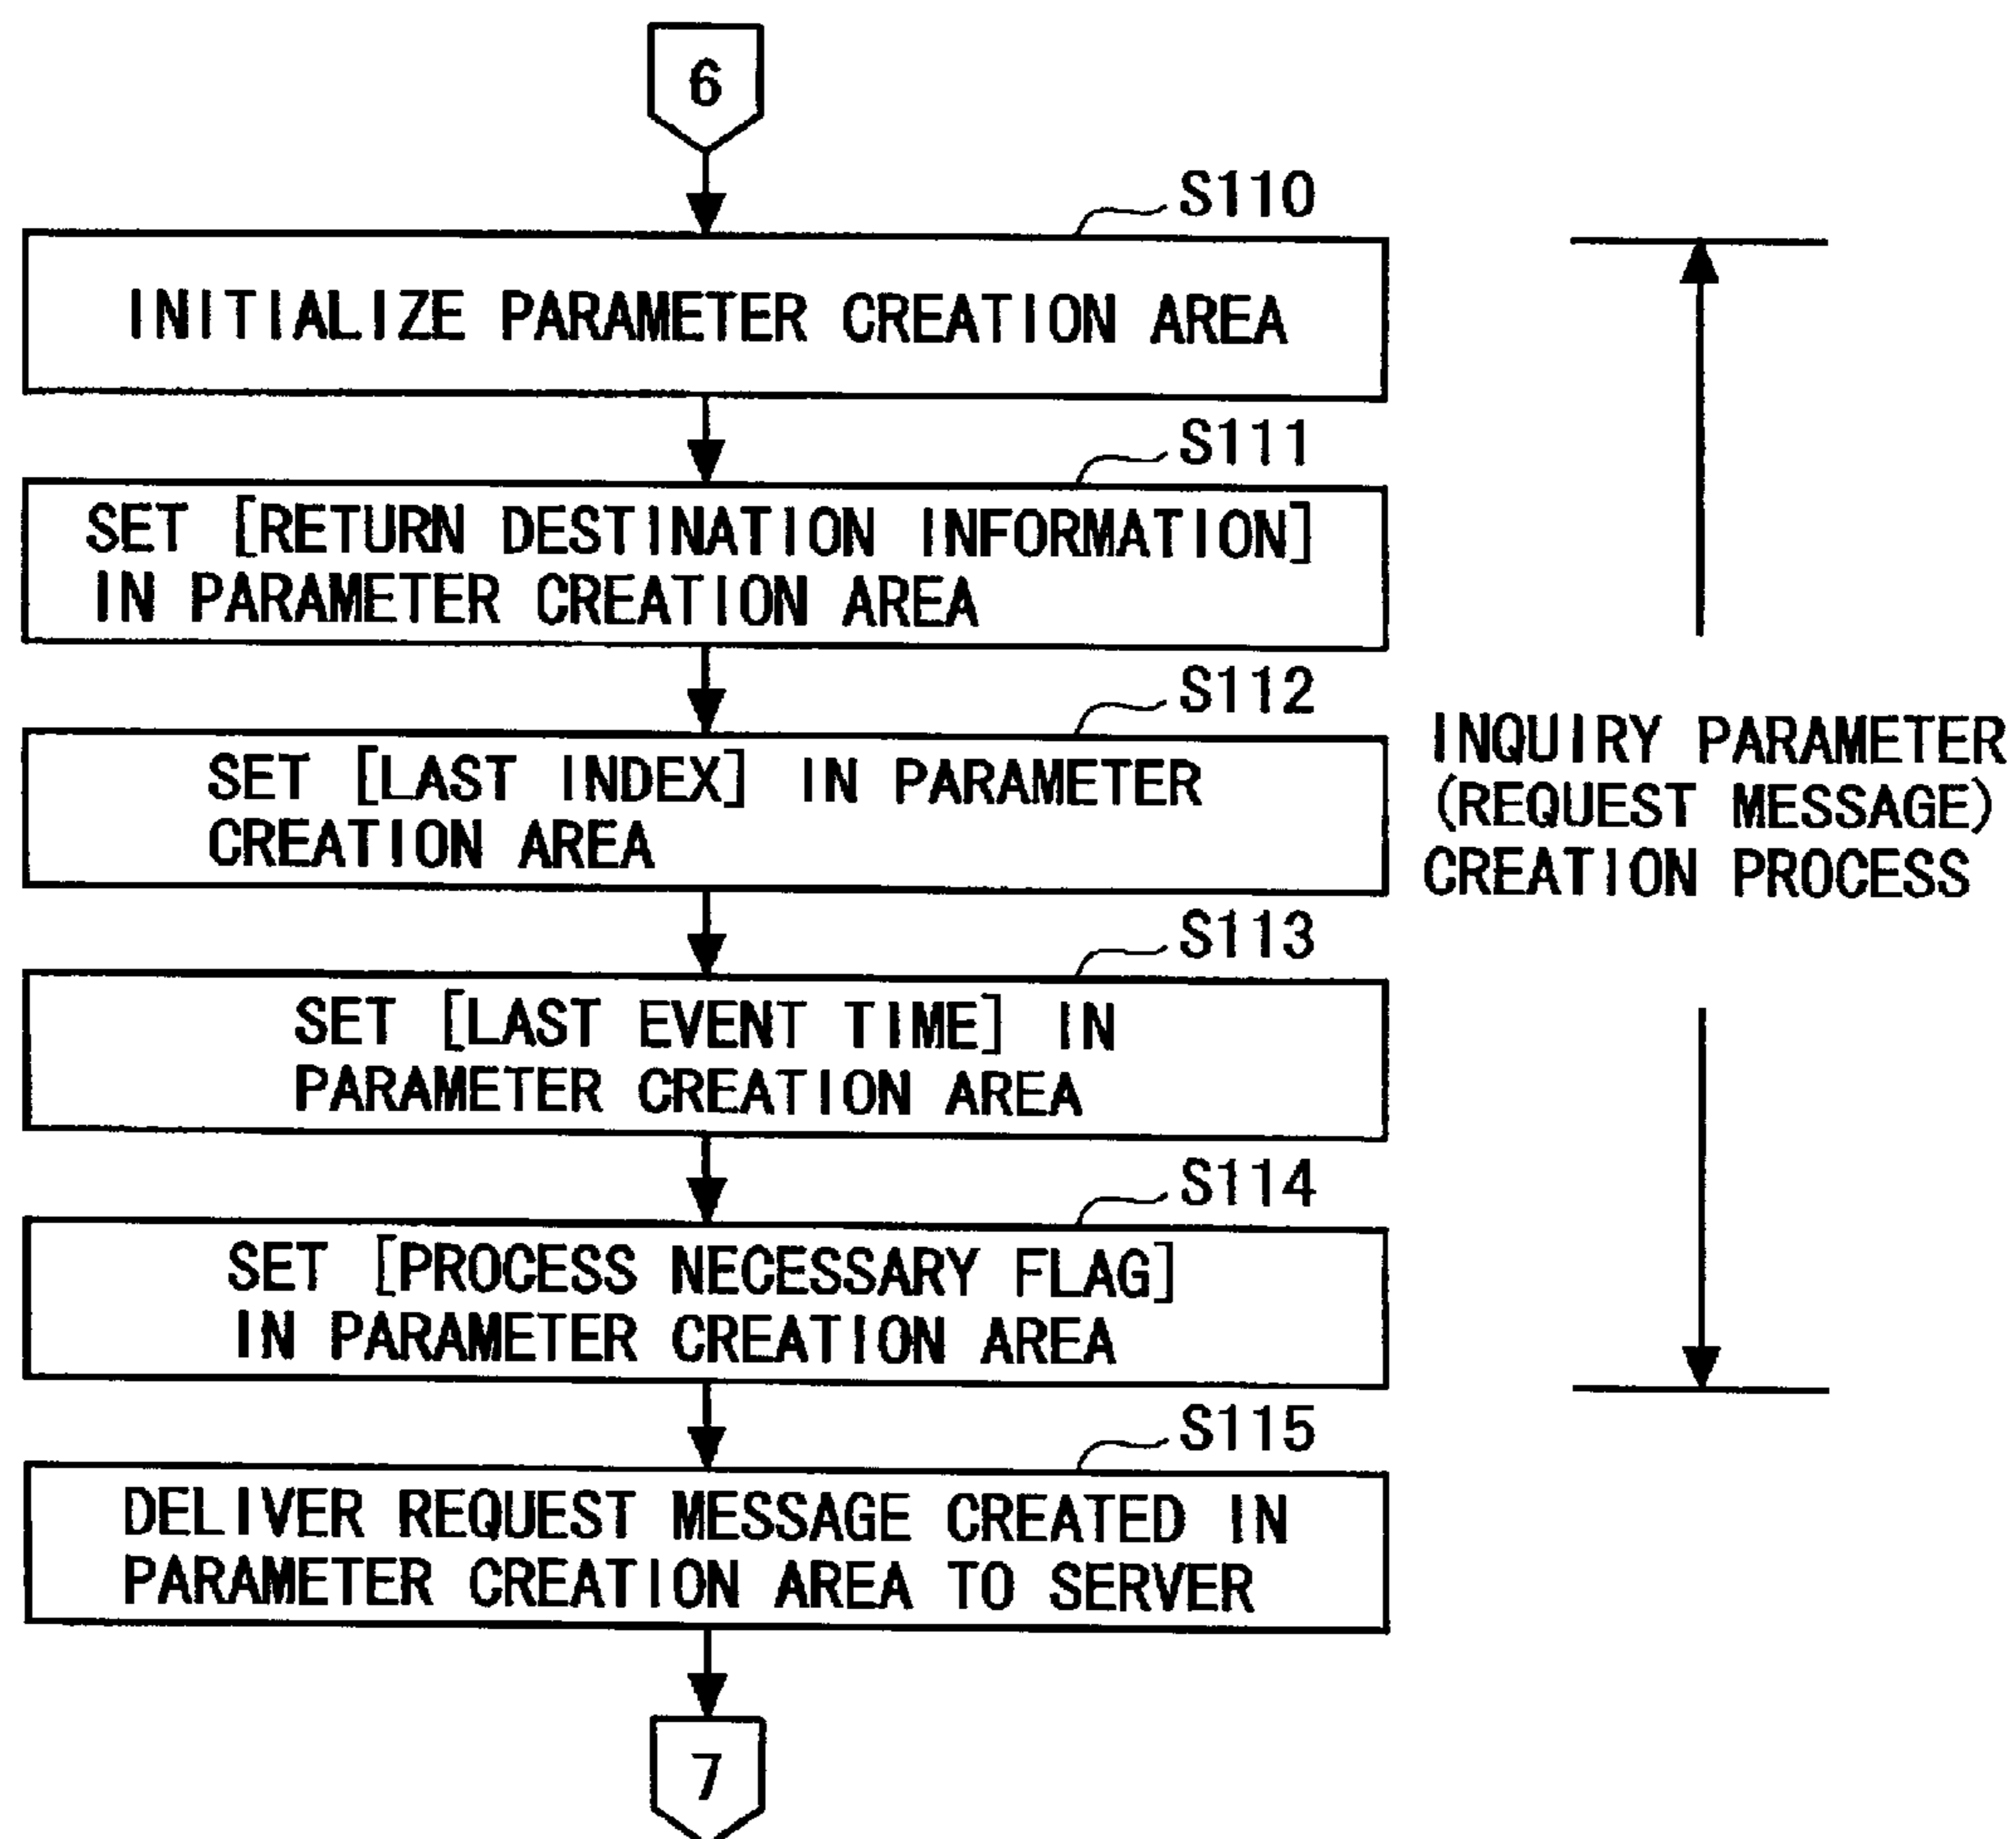 6
S110
INITIALIZE PARAMETER CREATION AREA
S111
SET [RETURN DESTINATION INFORMATION]
IN PARAMETER CREATION AREA
S112
SET [LAST INDEX] IN PARAMETER
CREATION AREA
INQUIRY PARAMETER
(REQUEST MESSAGE)
CREATION PROCESS
S113
SET [LAST EVENT TIME] IN
PARAMETER CREATION AREA
S114
SET [PROCESS NECESSARY FLAG]
IN PARAMETER CREATION AREA
S115
DELIVER REQUEST MESSAGE CREATED IN
PARAMETER CREATION AREA TO SERVER
7